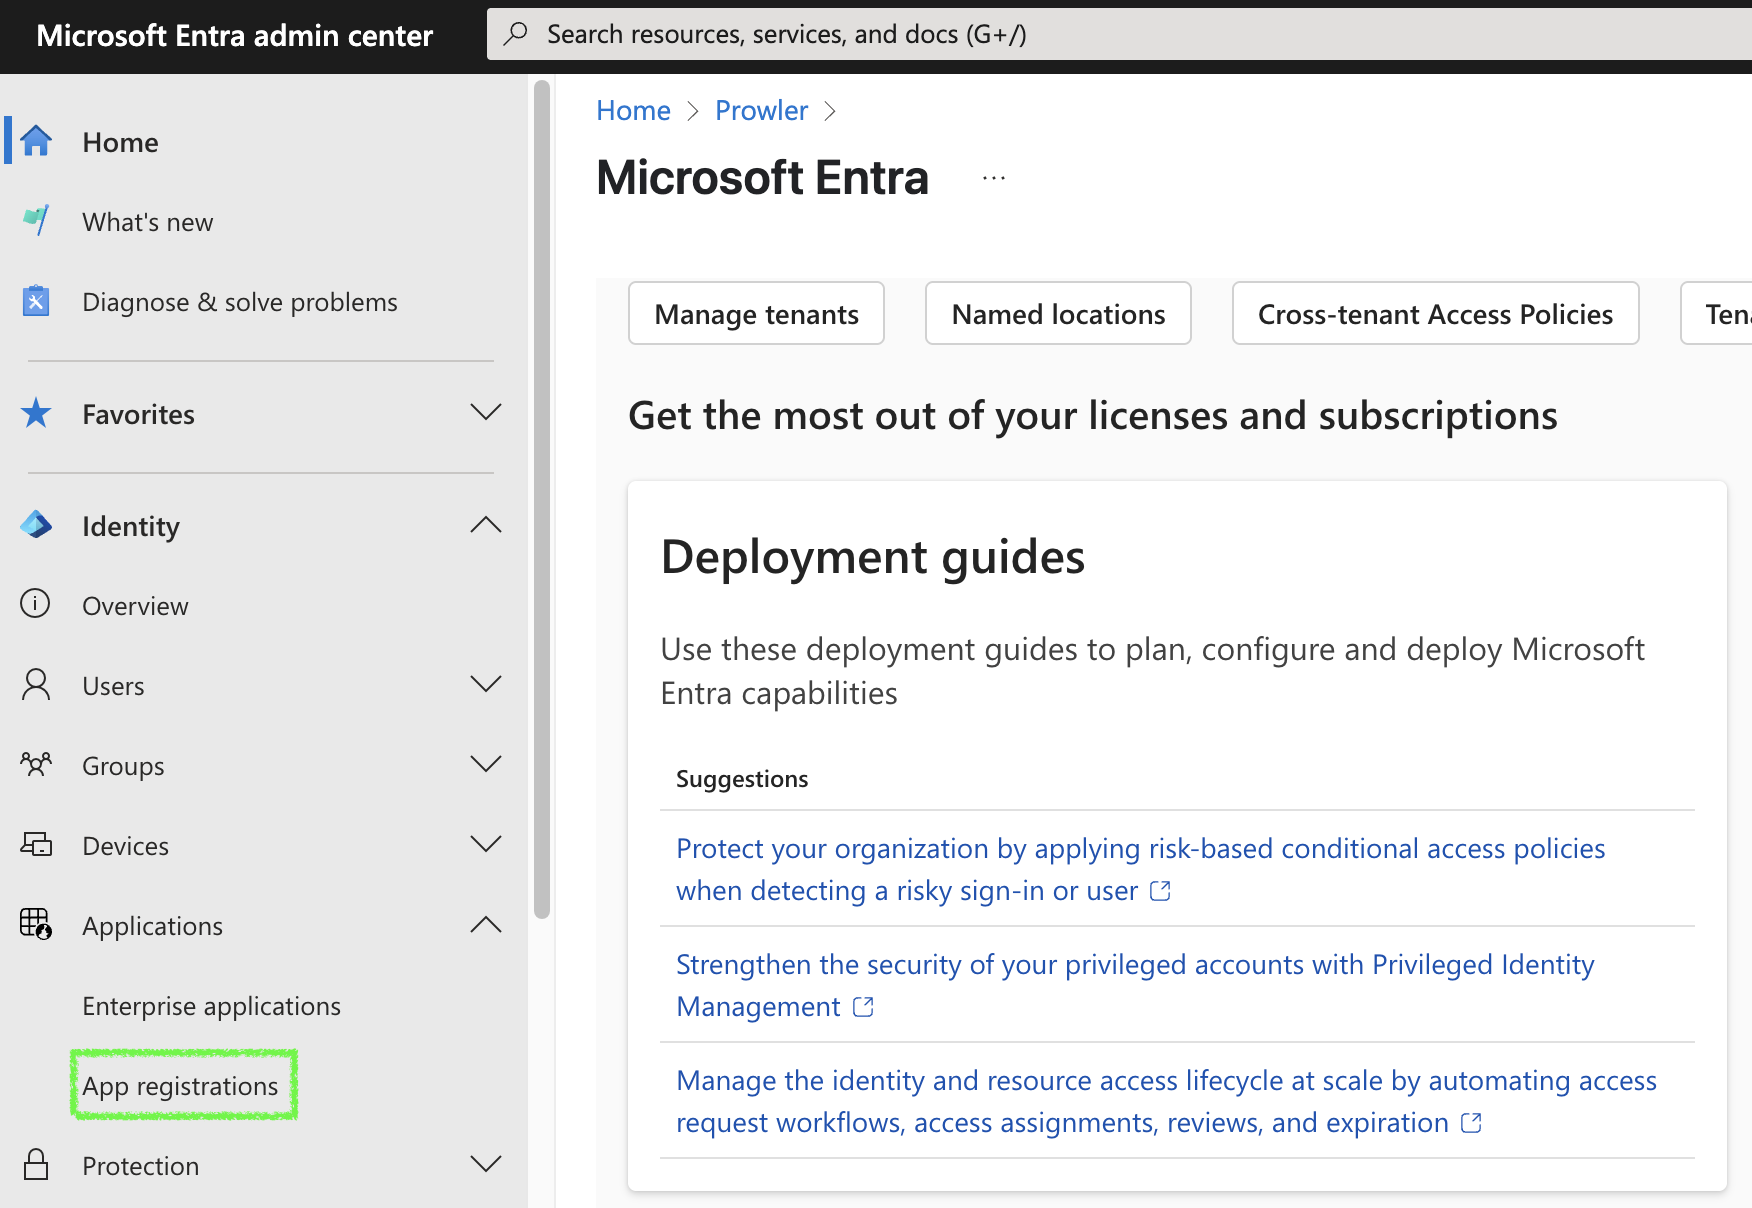 Microsoft Entra admin center
Search resources, services, and docs (G+/)
Home
What's new
Diagnose & solve problems
Favorites
Identity
Overview
Users
Groups
Devices
Applications
Enterprise applications
App registrations
Protection
Home > Prowler >
Microsoft Entra ...
Manage tenants
Named locations
Cross-tenant Access Policies
Get the most out of your licenses and subscriptions
Deployment guides
Use these deployment guides to plan, configure and deploy Microsoft
Entra capabilities
Suggestions
Protect your organization by applying risk-based conditional access policies
when detecting a risky sign-in or user
Strengthen the security of your privileged accounts with Privileged Identity
Management
Manage the identity and resource access lifecycle at scale by automating access
request workflows, access assignments, reviews, and expiration